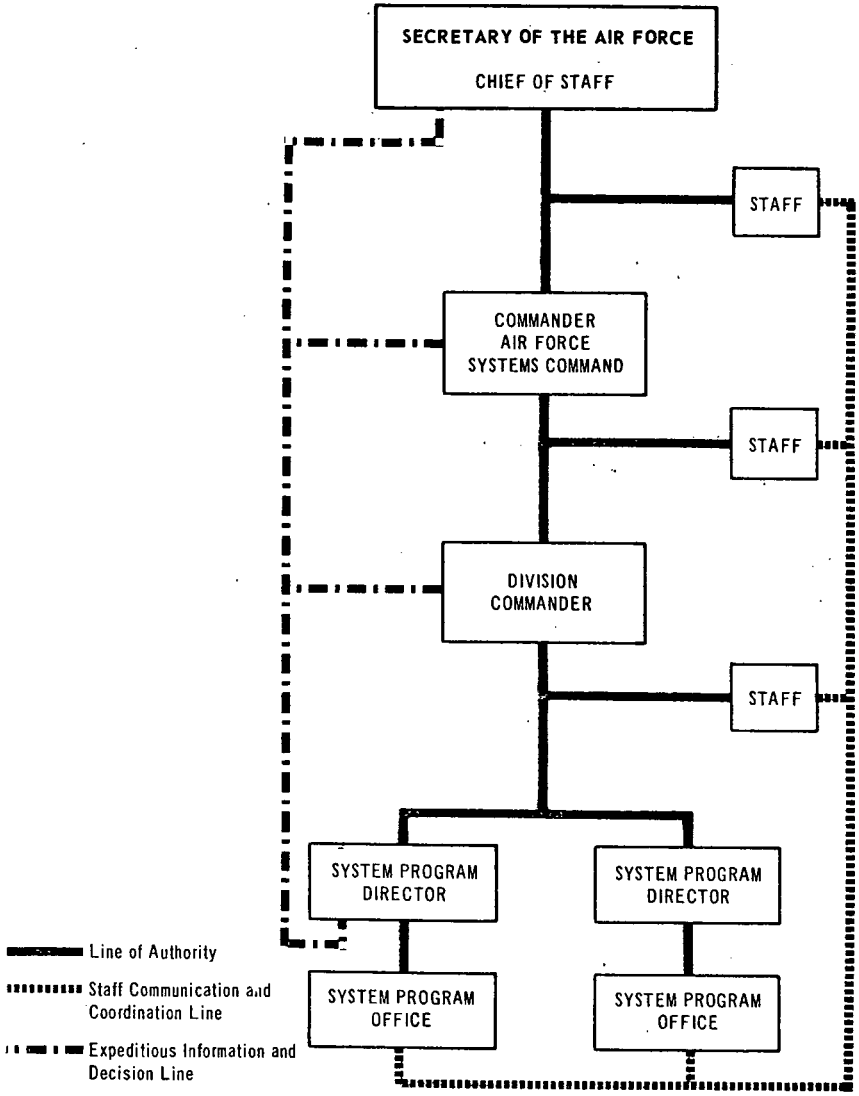 SECRETARY OF THE AIR FORCE
CHIEF OF STAFF
STAFF
COMMANDER
AIR FORCE
SYSTEMS COMMAND
STAFF
DIVISION
COMMANDER
STAFF
SYSTEM PROGRAM
DIRECTOR
SYSTEM PROGRAM
DIRECTOR
SYSTEM PROGRAM
OFFICE
SYSTEM PROGRAM
OFFICE
Line of Authority
Staff Communication and
Coordination Line
Expeditious Information and
Decision Line